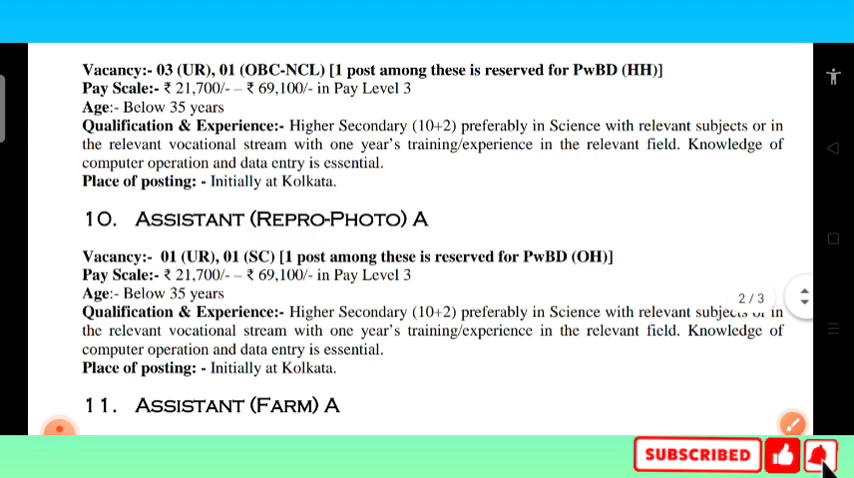 Vacancy:- 03 (UR), 01 (OBC-NCL) [1 post among these is reserved for PwBD (HH)]
Pay Scale:- ₹ 21,700/- – ₹ 69,100/- in Pay Level 3
Age:- Below 35 years
Qualification & Experience:- Higher Secondary (10+2) preferably in Science with relevant subjects or in
the relevant vocational stream with one year's training/experience in the relevant field. Knowledge of
computer operation and data entry is essential.
Place of posting: - Initially at Kolkata.
10. ASSISTANT (REPRO-PHOTO) A
Vacancy:- 01 (UR), 01 (SC) [1 post among these is reserved for PwBD (OH)]
Pay Scale:- ₹ 21,700/- – ₹ 69,100/- in Pay Level 3
Age:- Below 35 years
2/3
Qualification & Experience:- Higher Secondary (10+2) preferably in Science with relevant subjects or in
the relevant vocational stream with one year's training/experience in the relevant field. Knowledge of
computer operation and data entry is essential.
Place of posting: - Initially at Kolkata.
11. ASSISTANT (FARM) A
SUBSCRIBED